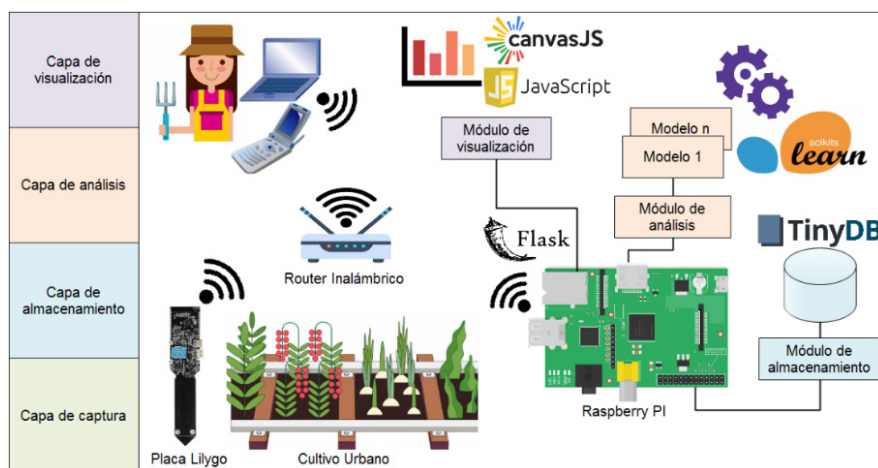 Capa de
visualización
Capa de análisis
Capa de
almacenamiento
Capa de captura
canvasJS
JS
JavaScript
Módulo de
visualización
Modelo n
Modelo 1
scikits
learn
Módulo de
análisis
Flask
TinyDB
Router Inalámbrico
Módulo de
almacenamiento
Raspberry PI
Placa Lilygo
Cultivo Urbano